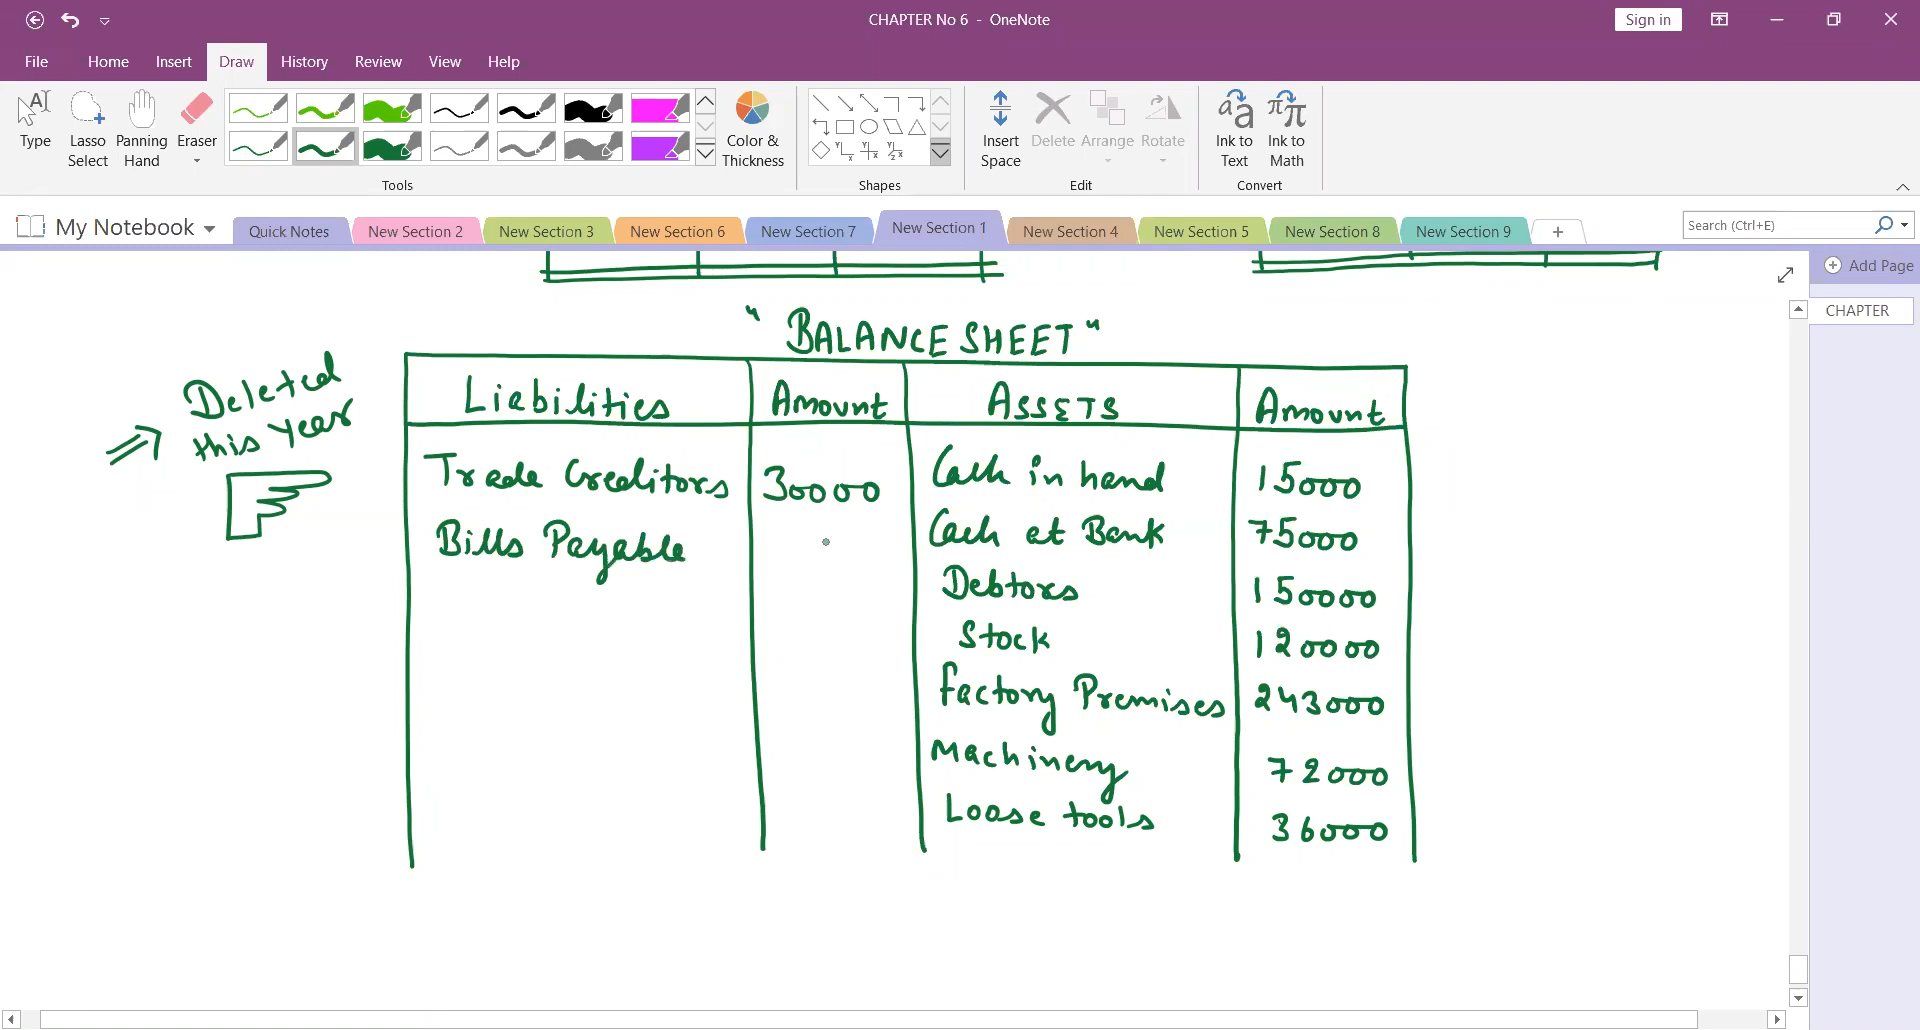 CHAPTER No 6 - OneNote
Sign in
File Home Insert Draw History Review View Help
Type
Lasso Select
Panning Hand
Eraser
Color & Thickness
Insert Space
Delete
Arrange
Rotate
Ink to Text
Ink to Math
Tools
Shapes
Edit
Convert
My Notebook
Quick Notes
New Section 2
New Section 3
New Section 6
New Section 7
New Section 1
New Section 4
New Section 5
New Section 8
New Section 9
Search (Ctrl+E)
Add Page
CHAPTER
"BALANCE SHEET"
Deleted
this year
Liabilities Amount ASSETS Amount
Trade Creditors 30000 Cash in hand 15000
Bills Payable Cash at Bank 75000
Debtors 150000
Stock 120000
Factory Premises 243000
Machinery 72000
Loose tools 36000